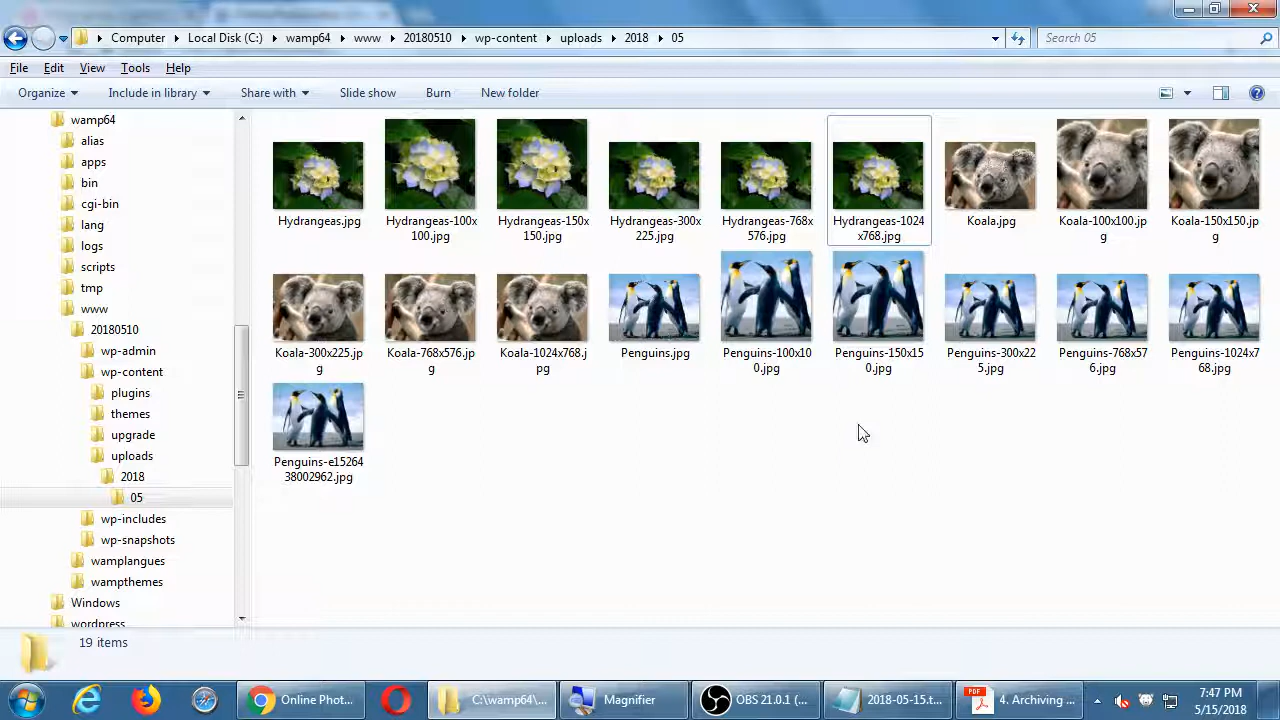 Computer Local Disk (C:) wamp64 www 20180510 wp-content uploads 2018 05
Search 05
File Edit View Tools Help
Organize Include in library Share with Slide show Burn New folder
wamp64
alias
apps
bin
cgi-bin
lang
logs
scripts
tmp
www
20180510
wp-admin
wp-content
plugins
themes
upgrade
uploads
2018
05
wp-includes
wp-snapshots
wamplangues
wampthemes
Windows
wordpress
Hydrangeas.jpg
Hydrangeas-100x
100.jpg
Hydrangeas-150x
150.jpg
Hydrangeas-300x
225.jpg
Hydrangeas-768x
576.jpg
Hydrangeas-1024
x768.jpg
Koala.jpg
Koala-100x100.jp
g
Koala-150x150.jp
g
Koala-300x225.jp
g
Koala-768x576.jp
g
Koala-1024x768.j
pg
Penguins.jpg
Penguins-100x10
0.jpg
Penguins-150x15
0.jpg
Penguins-300x22
5.jpg
Penguins-768x57
6.jpg
Penguins-1024x7
68.jpg
Penguins-e15264
38002962.jpg
19 items
Online Phot...
C:\wamp64\...
Magnifier
OBS 21.0.1 (...
2018-05-15.t...
PDF
4. Archiving ...
7:47 PM
5/15/2018